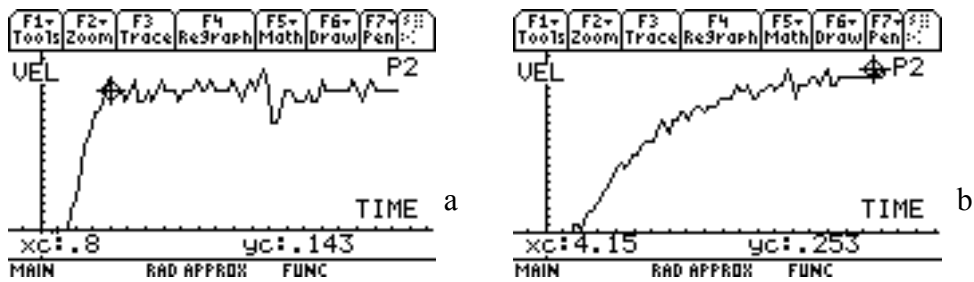 F1 F2 F3 F4 F5 F6 F7
Tools Zoom Trace ReGraph Math Draw Pen
VEL P2
TIME
xc:.8 yc:.143
MAIN RAD APPROX FUNC
a
F1 F2 F3 F4 F5 F6 F7
Tools Zoom Trace ReGraph Math Draw Pen
VEL P2
TIME
xc:4.15 yc:.253
MAIN RAD APPROX FUNC
b